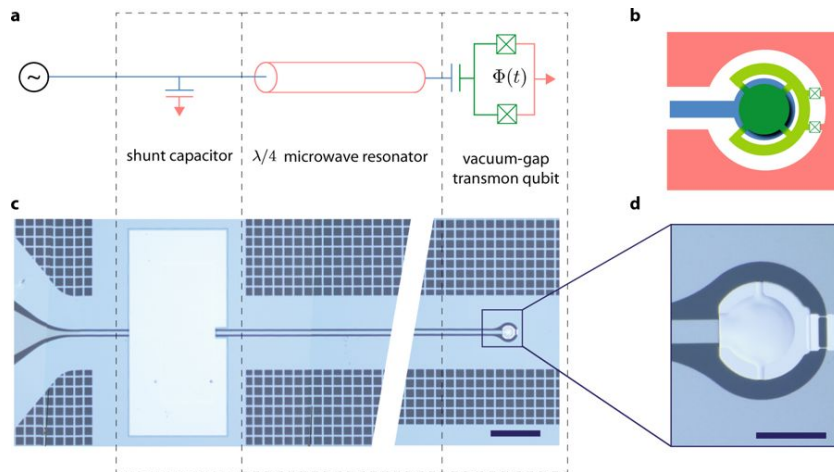 a
~
Φ(t)
shunt capacitor
λ/4 microwave resonator
vacuum-gap
transmon qubit
b
c
d